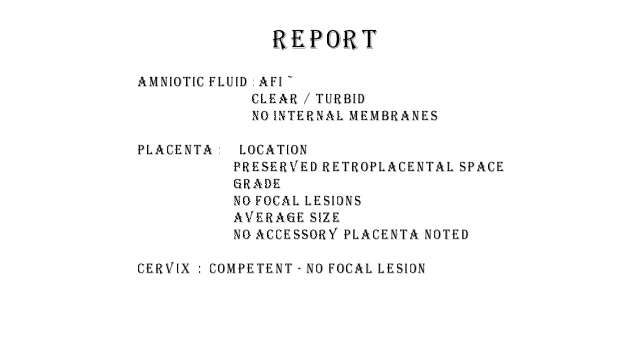 REPORT
AMNIOTIC FLUID : AFI ~
CLEAR / TURBID
NO INTERNAL MEMBRANES
PLACENTA : LOCATION
PRESERVED RETROPLACENTAL SPACE
GRADE
NO FOCAL LESIONS
AVERAGE SIZE
NO ACCESSORY PLACENTA NOTED
CERVIX : COMPETENT - NO FOCAL LESION